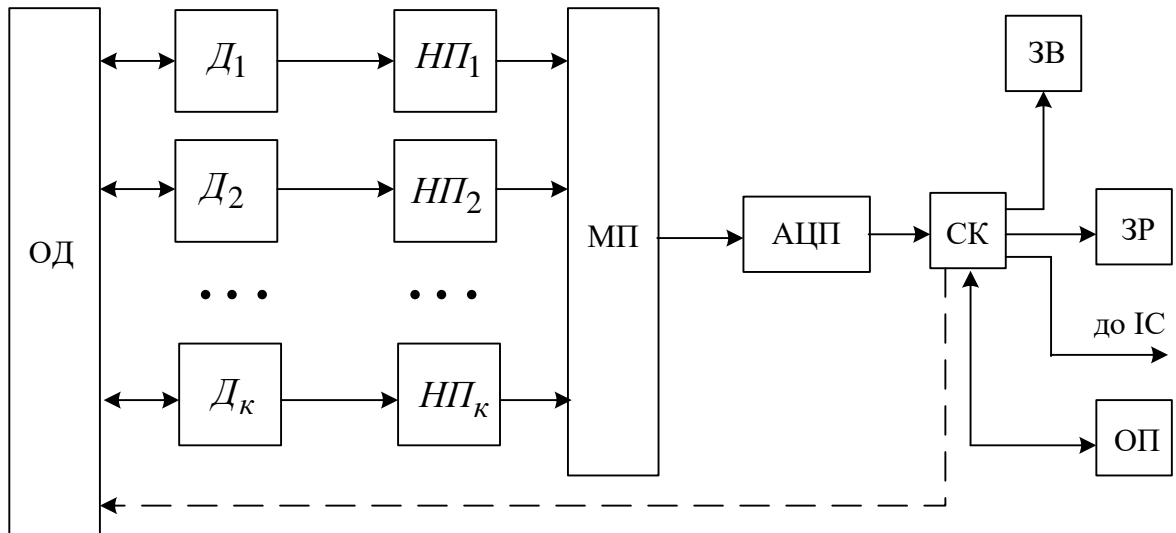 ОД
Д1
НП1
Д2
НП2
• • •
• • •
Дк
НПк
МП
АЦП
СК
ЗВ
ЗР
до ІС
ОП